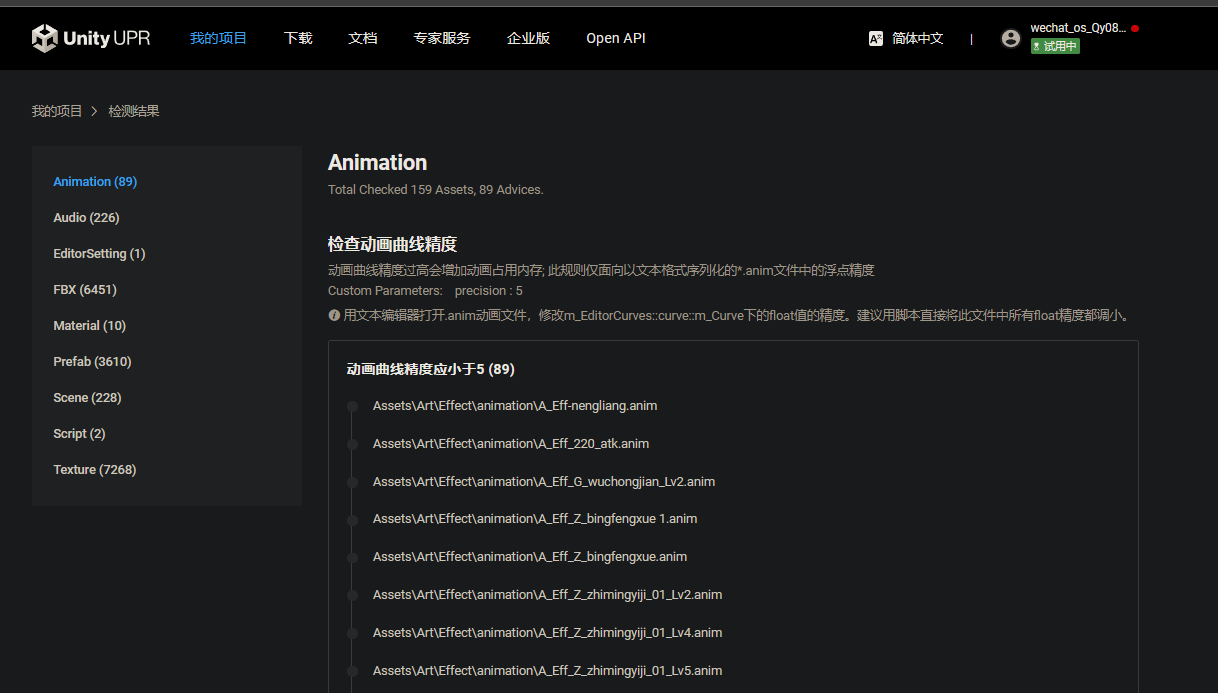 Unity UPR 我的项目 下载 文档 专家服务 企业版 Open API 简体中文 | wechat_os_Qy08...
试用中
我的项目 > 检测结果
Animation (89)
Audio (226)
EditorSetting (1)
FBX (6451)
Material (10)
Prefab (3610)
Scene (228)
Script (2)
Texture (7268)
Animation
Total Checked 159 Assets, 89 Advices.
检查动画曲线精度
动画曲线精度过高会增加动画占用内存; 此规则仅面向以文本格式序列化的*.anim文件中的浮点精度
Custom Parameters: precision : 5
用文本编辑器打开.anim动画文件，修改m_EditorCurves::curve::m_Curve下的float值的精度。建议用脚本直接将此文件中所有float精度都调小。
动画曲线精度应小于5 (89)
Assets\Art\Effect\animation\A_Eff-nengliang.anim
Assets\Art\Effect\animation\A_Eff_220_atk.anim
Assets\Art\Effect\animation\A_Eff_G_wuchongjian_Lv2.anim
Assets\Art\Effect\animation\A_Eff_Z_bingfengxue 1.anim
Assets\Art\Effect\animation\A_Eff_Z_bingfengxue.anim
Assets\Art\Effect\animation\A_Eff_Z_zhimingyiji_01_Lv2.anim
Assets\Art\Effect\animation\A_Eff_Z_zhimingyiji_01_Lv4.anim
Assets\Art\Effect\animation\A_Eff_Z_zhimingyiji_01_Lv5.anim